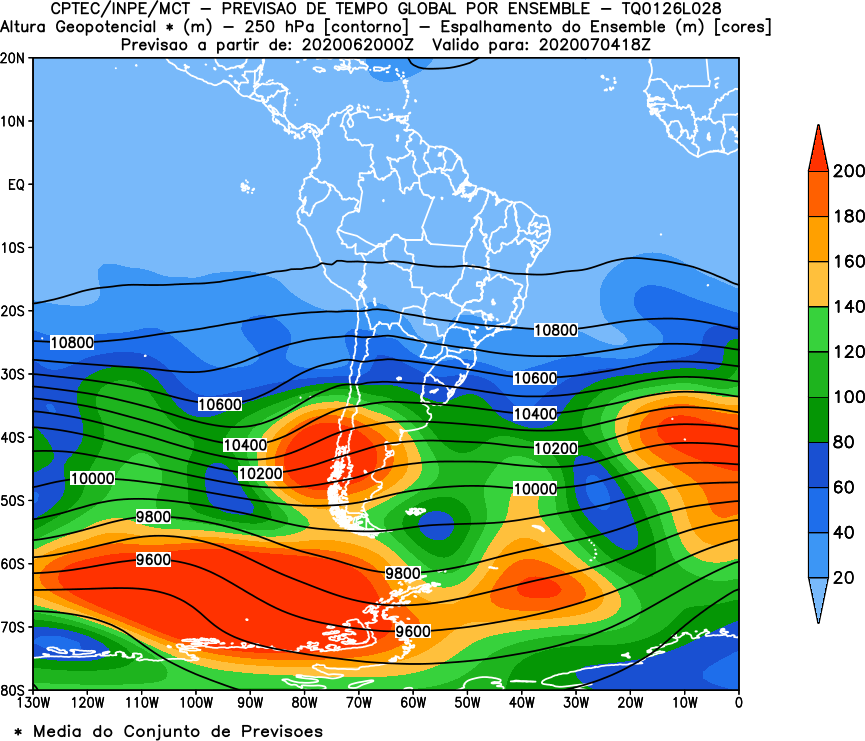 CPTEC/INPE/MCT − PREVISAO DE TEMPO GLOBAL POR ENSEMBLE − TQ0126L028
Altura Geopotencial * (m) − 250 hPa [contorno] − Espalhamento do Ensemble (m) [cores]
Previsao a partir de: 2020062000Z Valido para: 2020070418Z
20N
10N
EQ
10S
20S
30S
40S
50S
60S
70S
80S
130W 120W 110W 100W 90W 80W 70W 60W 50W 40W 30W 20W 10W 0
10800
10800
10600
10600
10400
10400
10200
10200
10000
10000
9800
9800
9600
9600
200
180
160
140
120
100
80
60
40
20
* Media do Conjunto de Previsoes